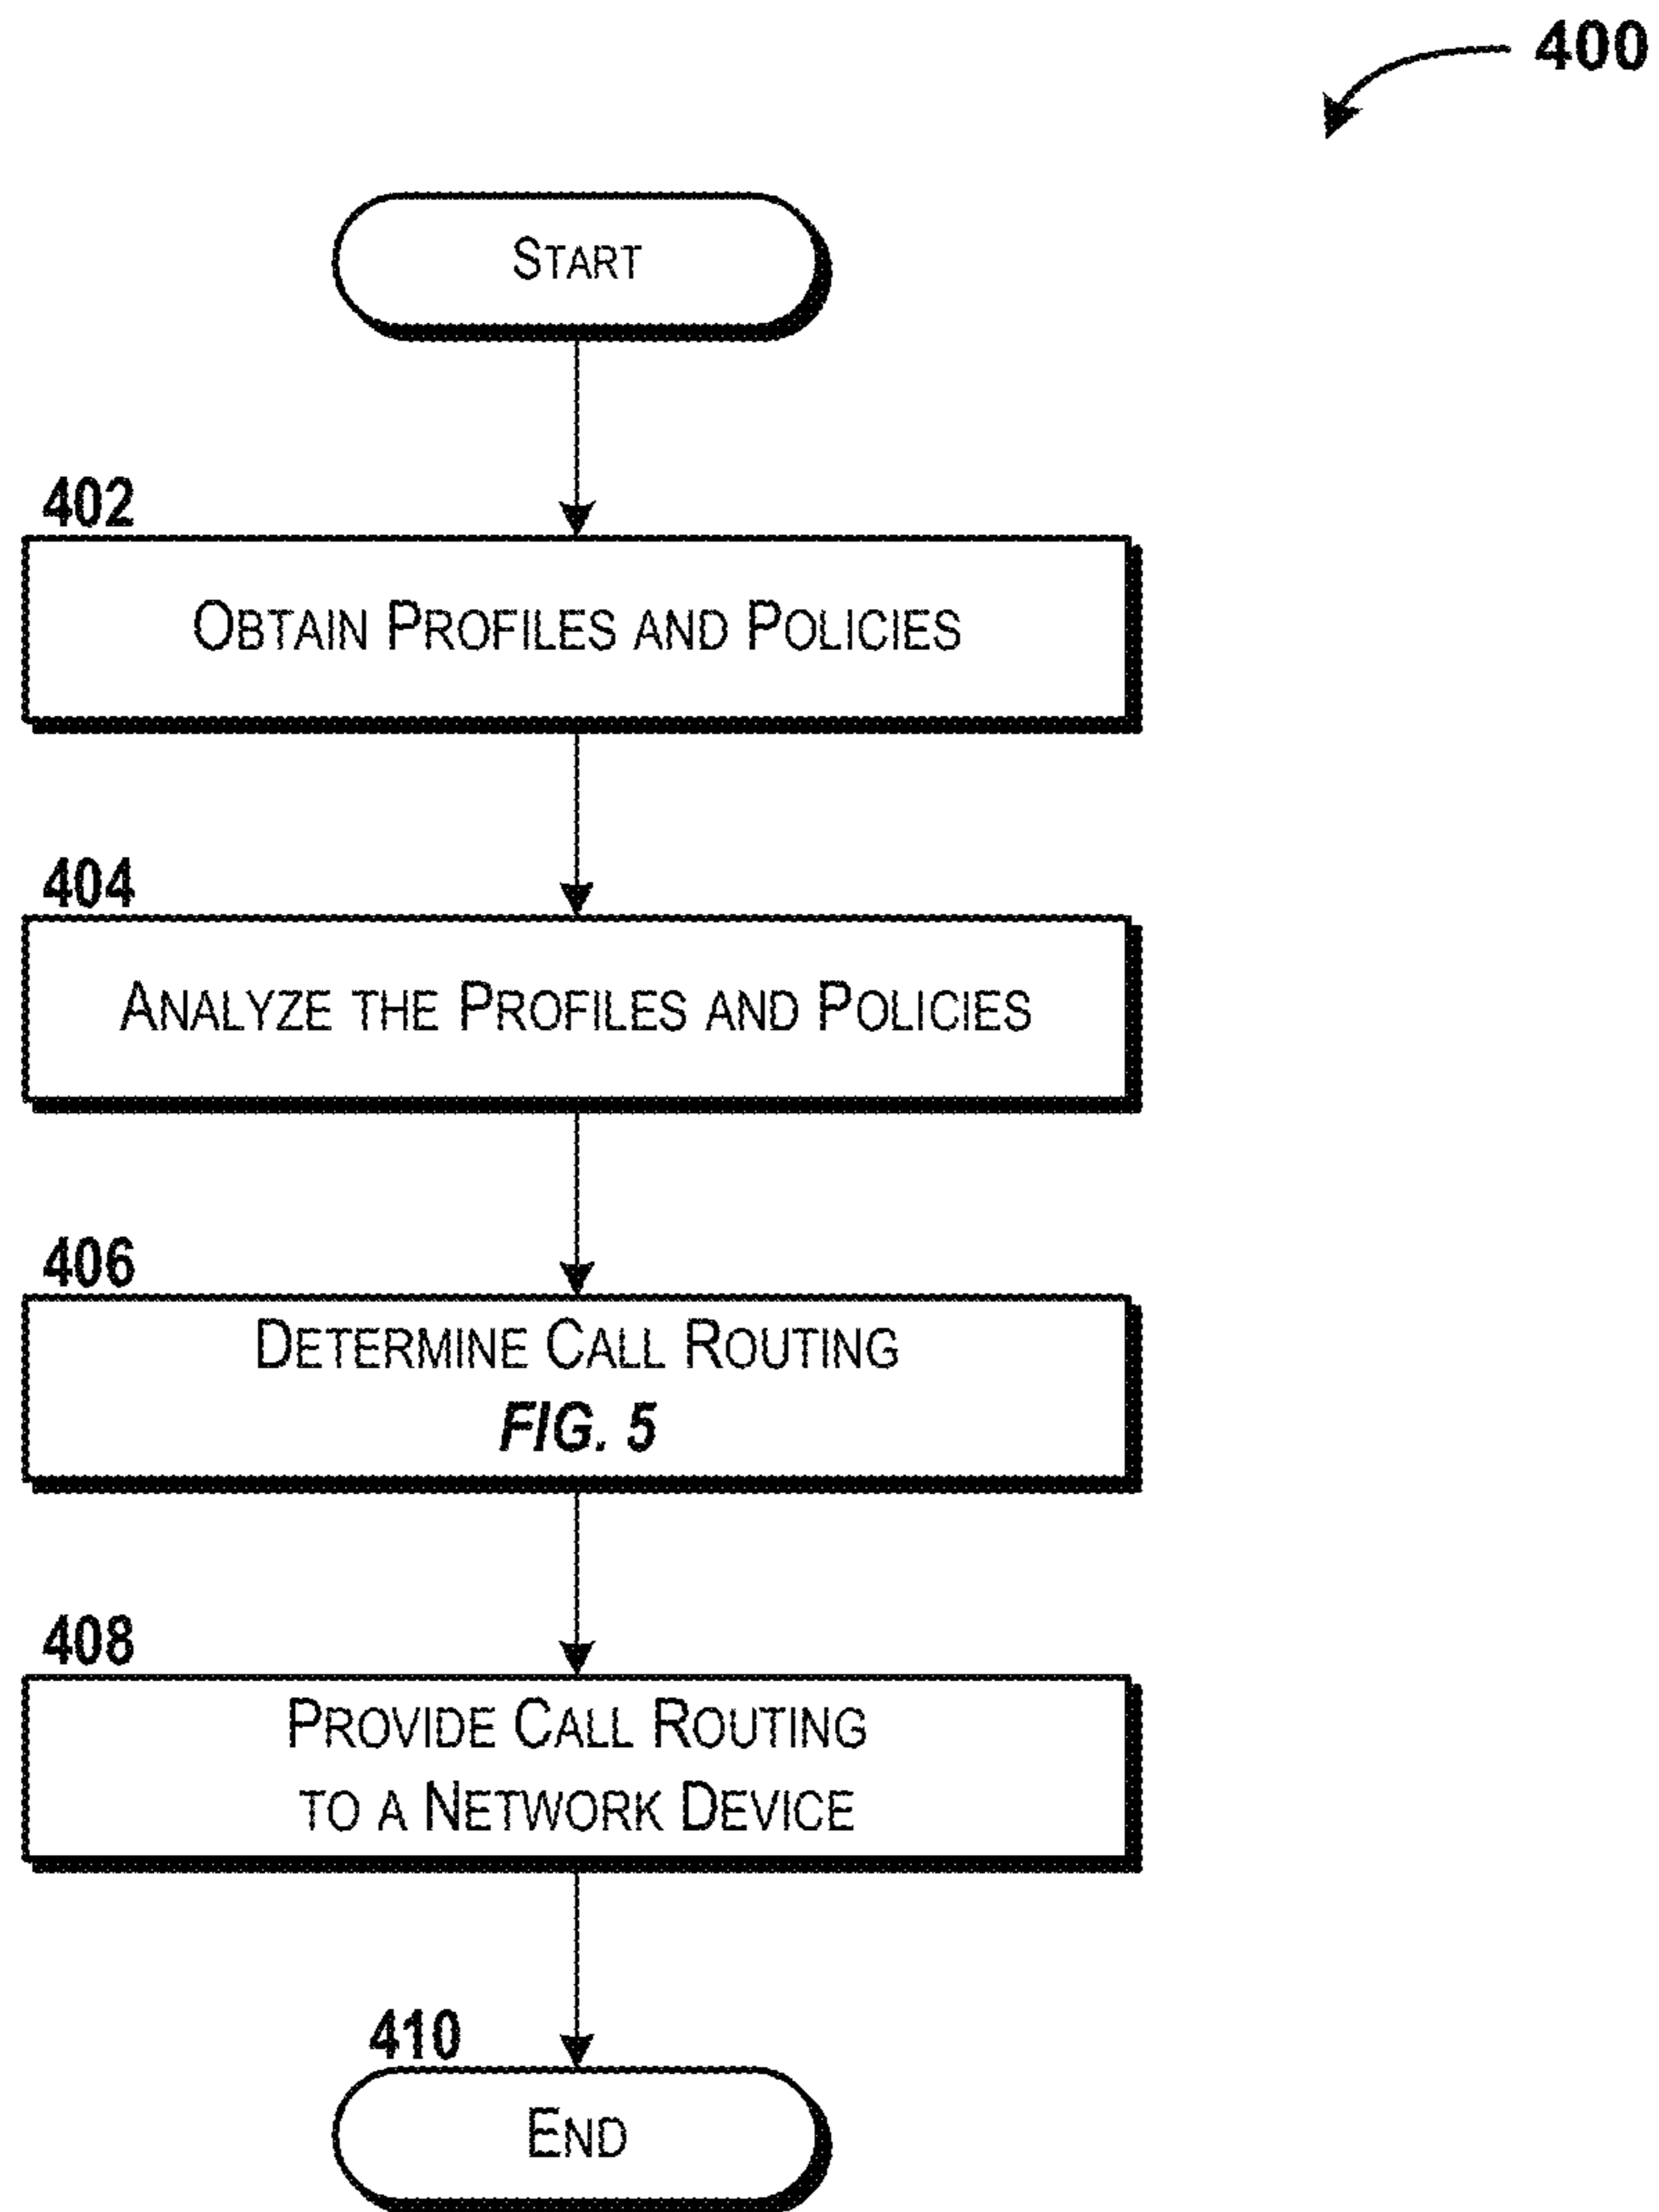 400
START
402
OBTAIN PROFILES AND POLICIES
404
ANALYZE THE PROFILES AND POLICIES
406
DETERMINE CALL ROUTING
FIG. 5
408
PROVIDE CALL ROUTING
TO A NETWORK DEVICE
410
END